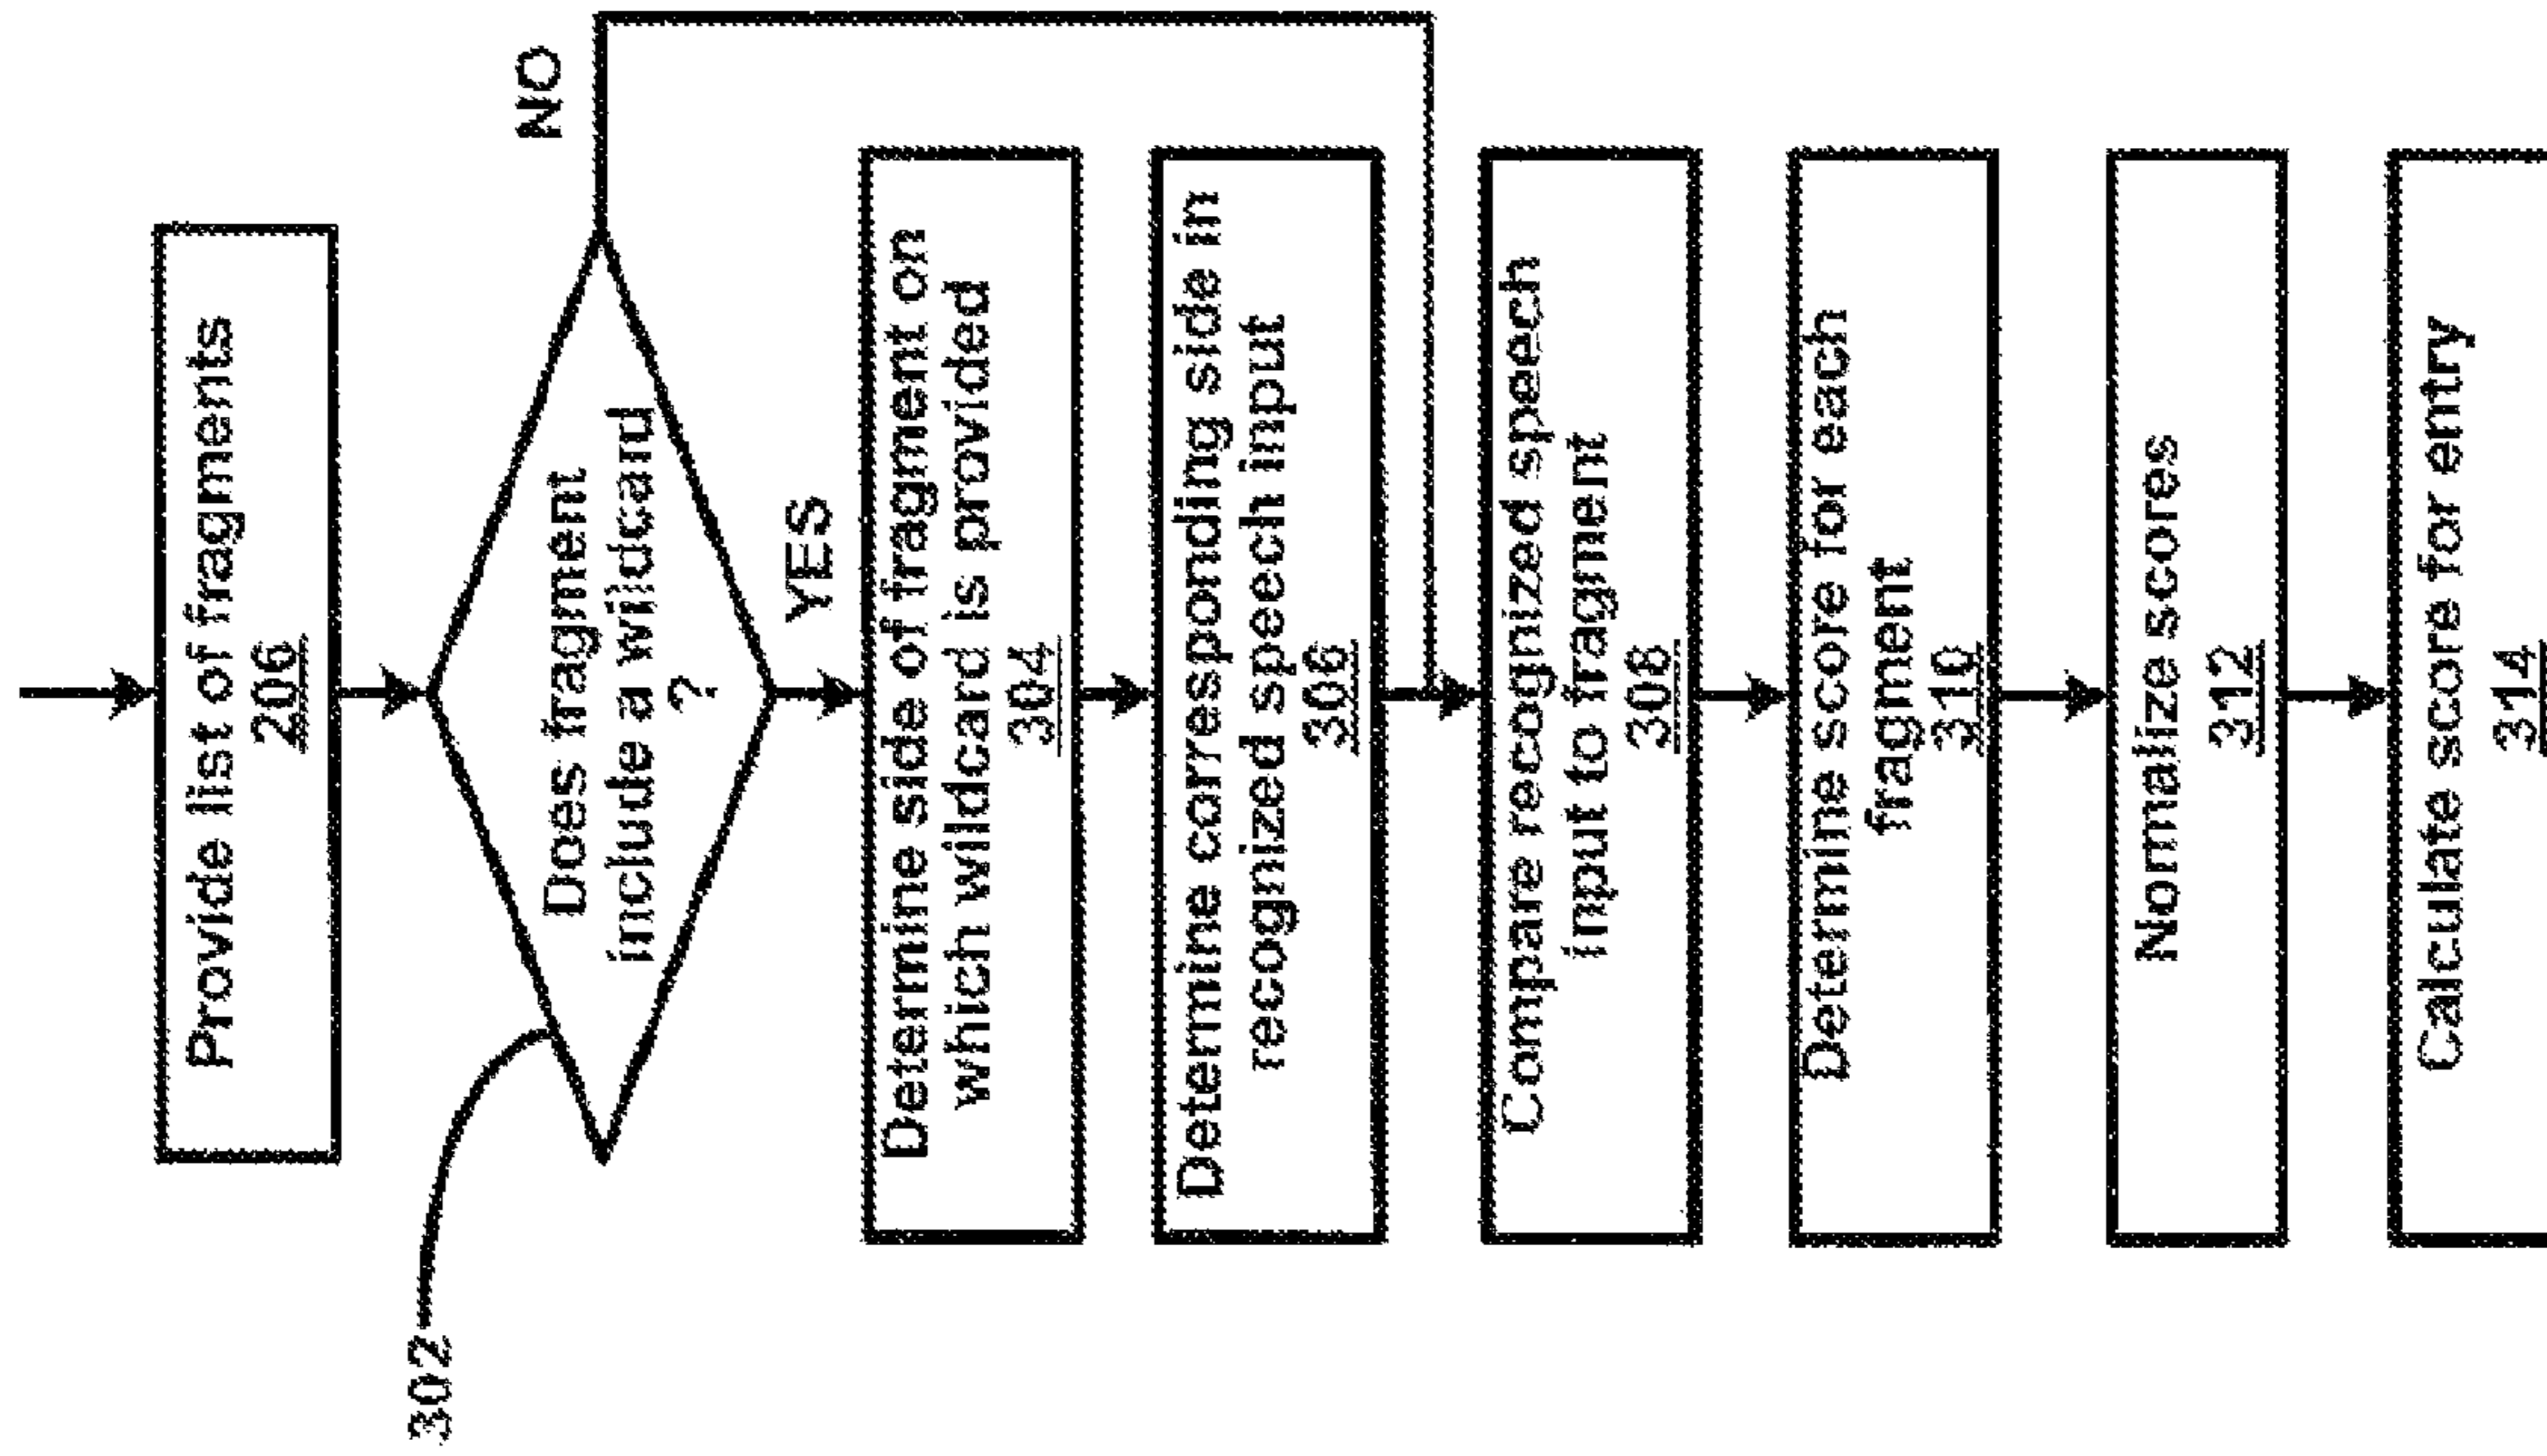 Provide list of fragments
206
302
Does fragment
include a wildcard
?
NO
YES
Determine side of fragment on
which wildcard is provided
304
Determine corresponding side in
recognized speech input
306
Compare recognized speech
input to fragment
308
Determine score for each
fragment
310
Nomalize scores
312
Calculate score for entry
314